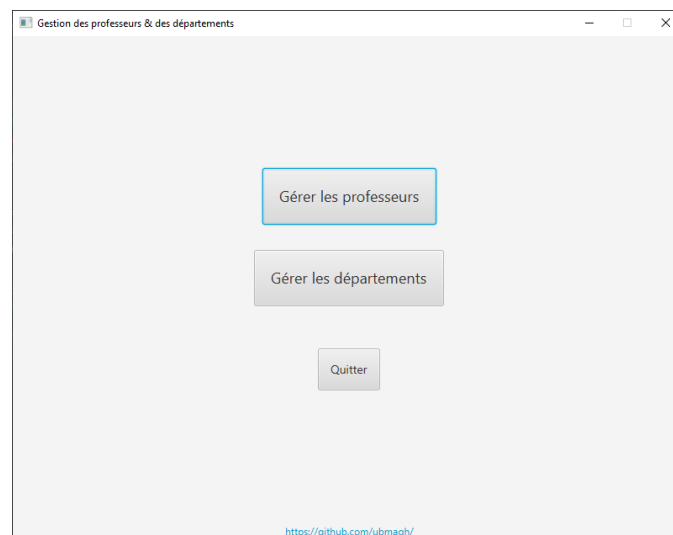 Gestion des professeurs & des départements
Gérer les professeurs
Gérer les départements
Quitter
https://github.com/ubmagh/